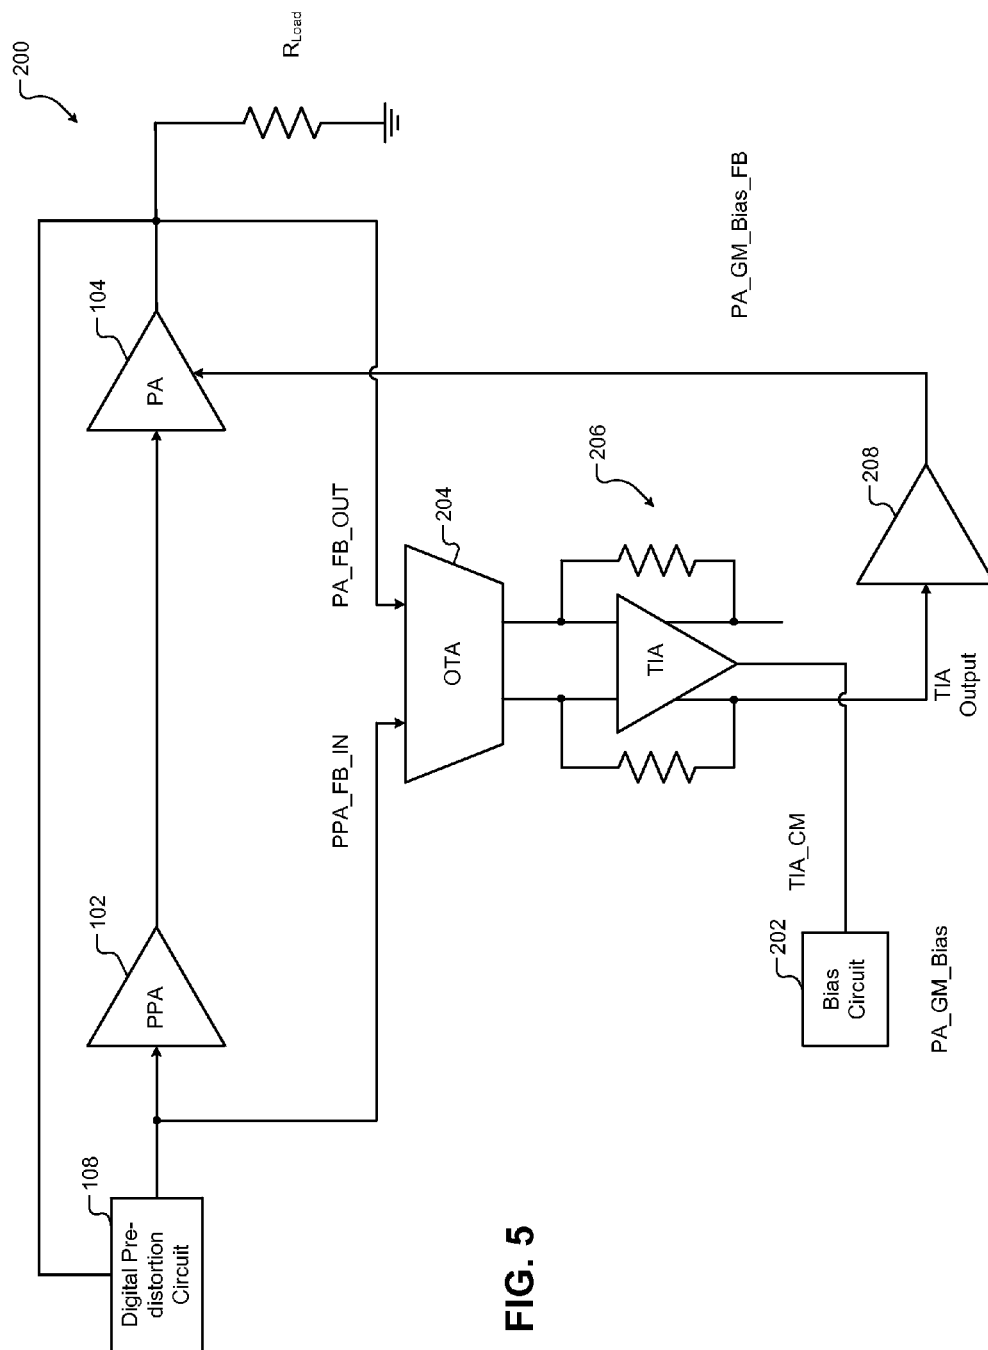 200
108
Digital Pre-
distortion
Circuit
102
PPA
104
PA
R_Load
PPA_FB_IN
PA_FB_OUT
204
OTA
206
TIA
202
Bias
Circuit
TIA_CM
TIA
Output
208
PA_GM_Bias
PA_GM_Bias_FB
FIG. 5